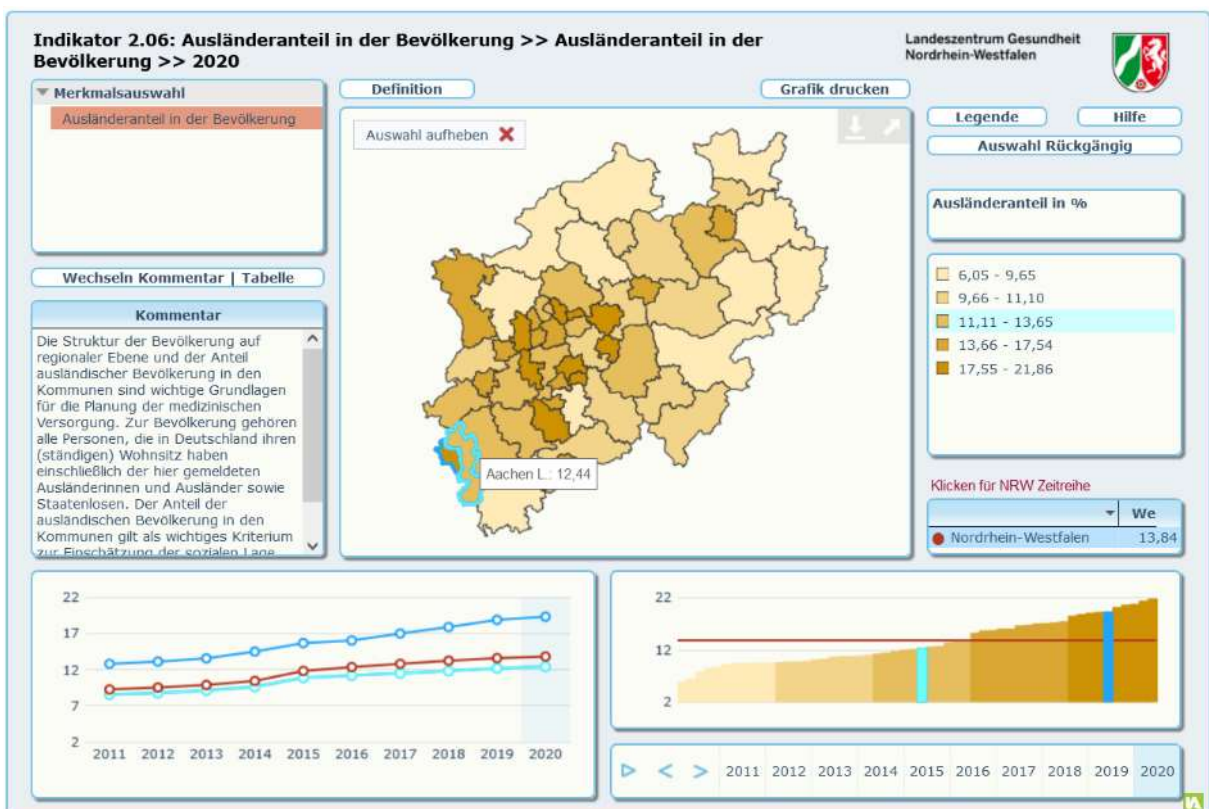 Indikator 2.06: Ausländeranteil in der Bevölkerung >> Ausländeranteil in der
Bevölkerung >> 2020
Landeszentrum Gesundheit
Nordrhein-Westfalen
Merkmalsauswahl
Ausländeranteil in der Bevölkerung
Definition
Grafik drucken
Auswahl aufheben
Legende
Hilfe
Auswahl Rückgängig
Ausländeranteil in %
6,05 - 9,65
9,66 - 11,10
11,11 - 13,65
13,66 - 17,54
17,55 - 21,86
Wechseln Kommentar | Tabelle
Kommentar
Die Struktur der Bevölkerung auf
regionaler Ebene und der Anteil
ausländischer Bevölkerung in den
Kommunen sind wichtige Grundlagen
für die Planung der medizinischen
Versorgung. Zur Bevölkerung gehören
alle Personen, die in Deutschland ihren
(ständigen) Wohnsitz haben
einschließlich der hier gemeldeten
Ausländerinnen und Ausländer sowie
Staatenlosen. Der Anteil der
ausländischen Bevölkerung in den
Kommunen gilt als wichtiges Kriterium
zur Einschätzung der sozialen Lage
Aachen L.: 12,44
Klicken für NRW Zeitreihe
We
Nordrhein-Westfalen 13,84
22
17
12
7
2
2011 2012 2013 2014 2015 2016 2017 2018 2019 2020
22
12
2
2011 2012 2013 2014 2015 2016 2017 2018 2019 2020